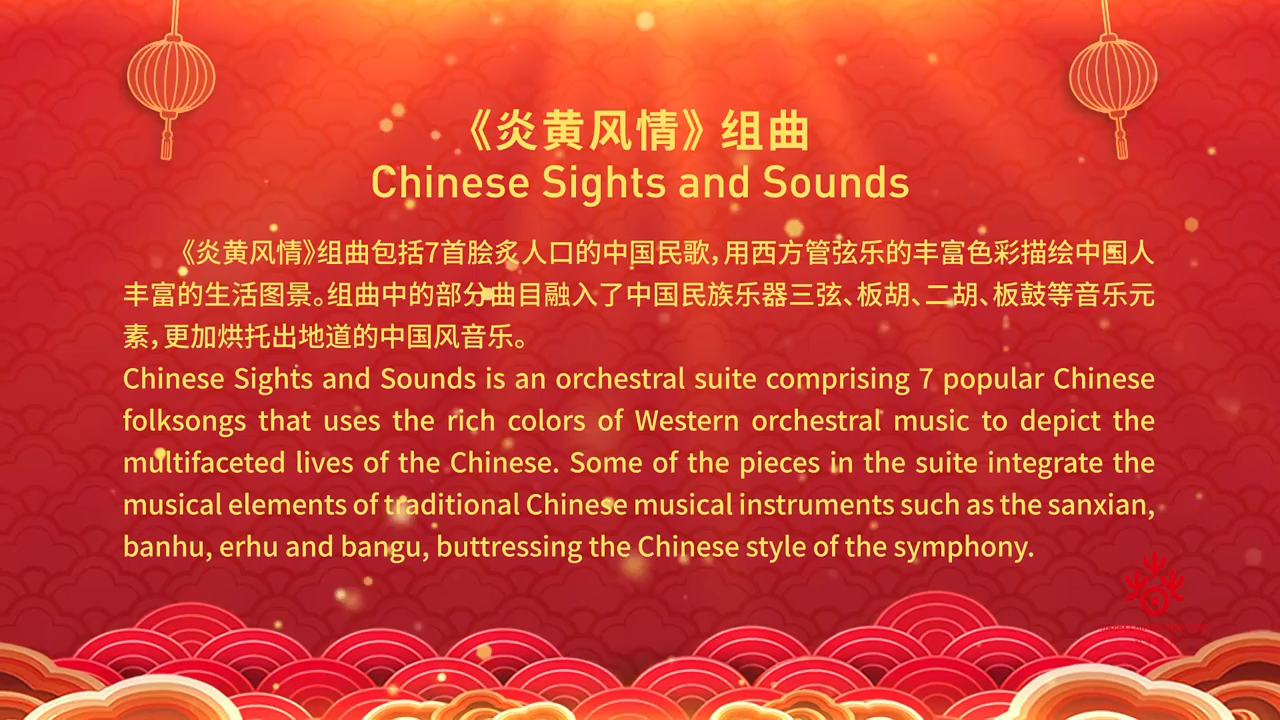 《炎黄风情》组曲
Chinese Sights and Sounds
《炎黄风情》组曲包括7首脍炙人口的中国民歌，用西方管弦乐的丰富色彩描绘中国人
丰富的生活图景。组曲中的部分曲目融入了中国民族乐器三弦、板胡、二胡、板鼓等音乐元
素，更加烘托出地道的中国风音乐。
Chinese Sights and Sounds is an orchestral suite comprising 7 popular Chinese
folksongs that uses the rich colors of Western orchestral music to depict the
multifaceted lives of the Chinese. Some of the pieces in the suite integrate the
musical elements of traditional Chinese musical instruments such as the sanxian,
banhu, erhu and bangu, buttressing the Chinese style of the symphony.